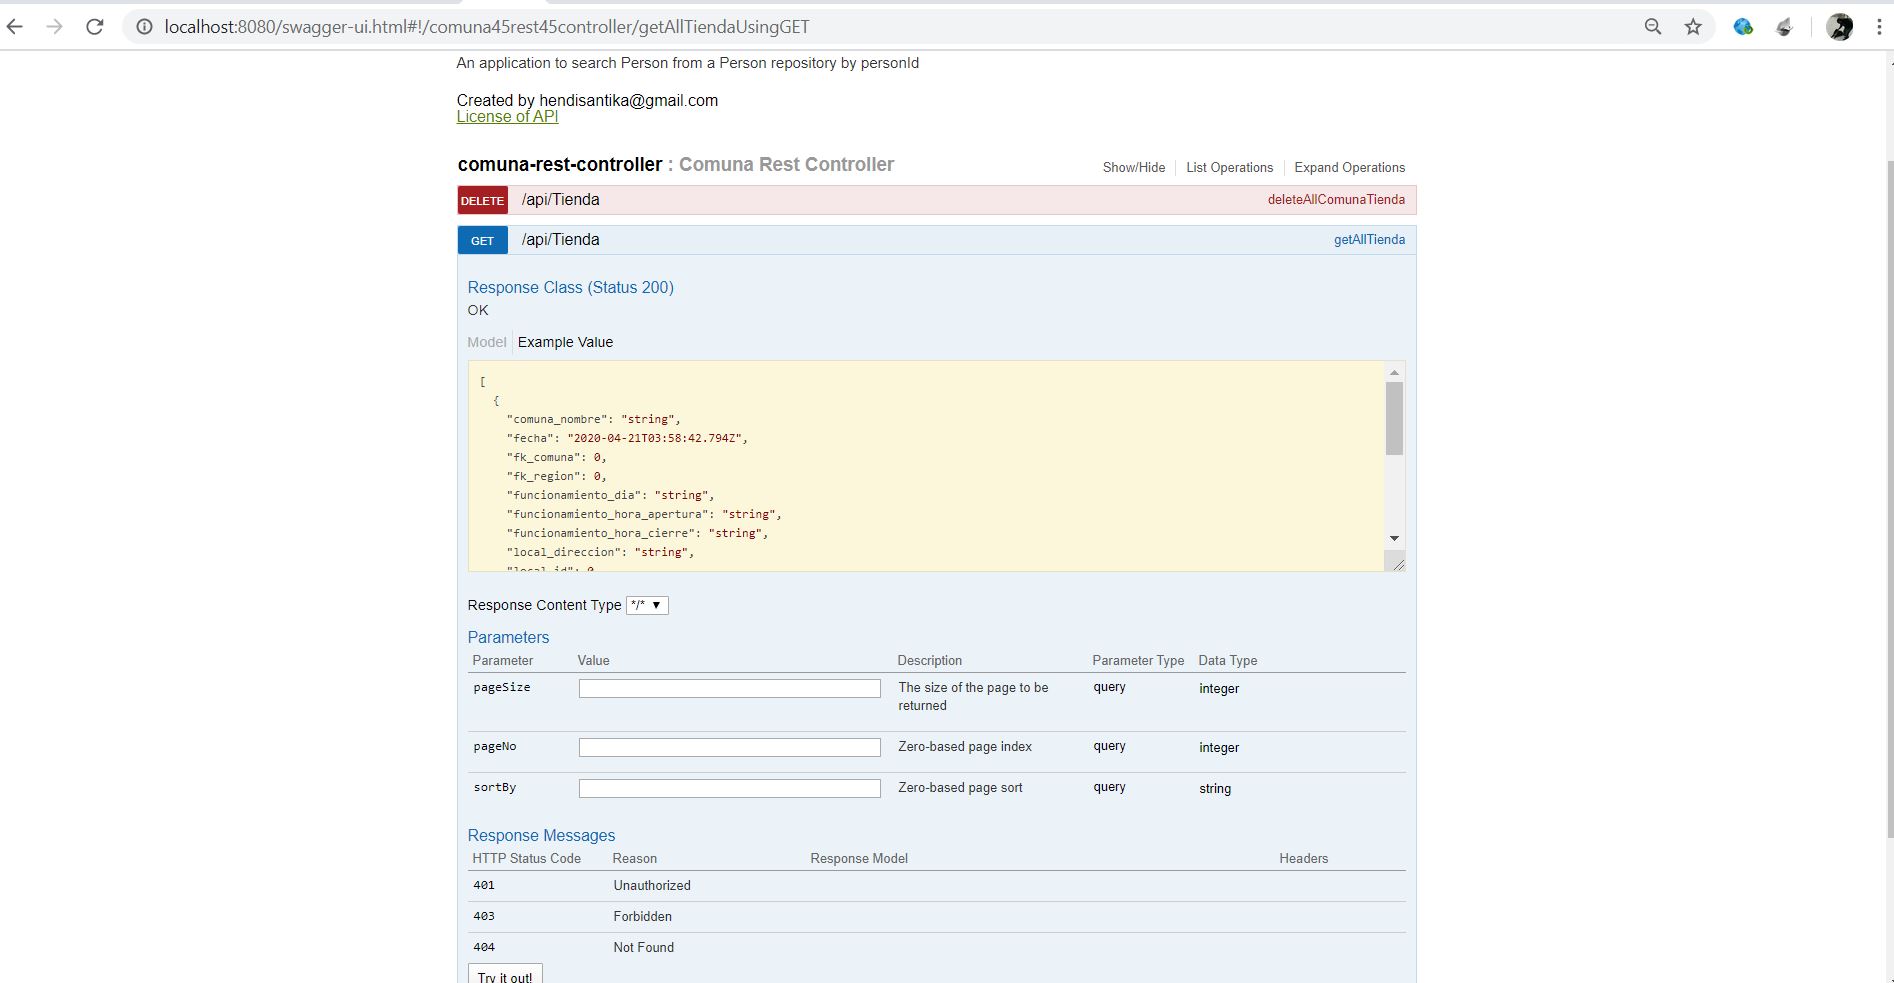 localhost:8080/swagger-ui.html#!/comuna45rest45controller/getAllTiendaUsingGET
An application to search Person from a Person repository by personId
Created by hendisantika@gmail.com
License of API
comuna-rest-controller : Comuna Rest Controller
Show/Hide List Operations Expand Operations
DELETE /api/Tienda deleteAllComunaTienda
GET /api/Tienda getAllTienda
Response Class (Status 200)
OK
Model Example Value
[
{
"comuna_nombre": "string",
"fecha": "2020-04-21T03:58:42.794Z",
"fk_comuna": 0,
"fk_region": 0,
"funcionamiento_dia": "string",
"funcionamiento_hora_apertura": "string",
"funcionamiento_hora_cierre": "string",
"local_direccion": "string",
"local_id": 0
Response Content Type */*
Parameters
Parameter Value Description Parameter Type Data Type
pageSize The size of the page to be query integer
returned
pageNo Zero-based page index query integer
sortBy Zero-based page sort query string
Response Messages
HTTP Status Code Reason Response Model Headers
401 Unauthorized
403 Forbidden
404 Not Found
Try it out!